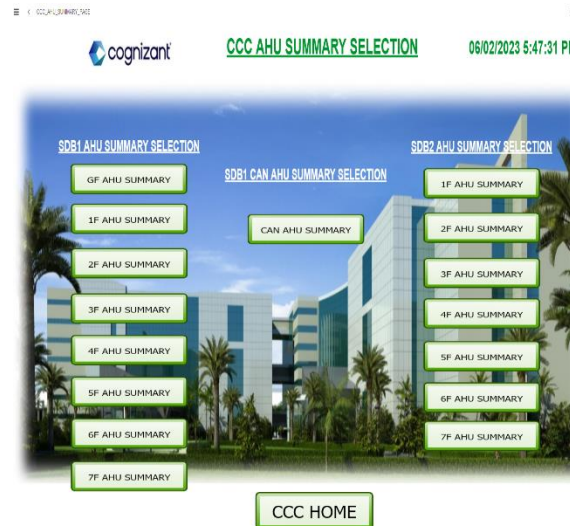 CCC_AHU_SUMMARY_PAGE
cognizant
CCC AHU SUMMARY SELECTION
06/02/2023 5:47:31 P
SDB1 AHU SUMMARY SELECTION
GF AHU SUMMARY
1F AHU SUMMARY
2F AHU SUMMARY
3F AHU SUMMARY
4F AHU SUMMARY
5F AHU SUMMARY
6F AHU SUMMARY
7F AHU SUMMARY
SDB1 CAN AHU SUMMARY SELECTION
CAN AHU SUMMARY
SDB2 AHU SUMMARY SELECTION
1F AHU SUMMARY
2F AHU SUMMARY
3F AHU SUMMARY
4F AHU SUMMARY
5F AHU SUMMARY
6F AHU SUMMARY
7F AHU SUMMARY
CCC HOME